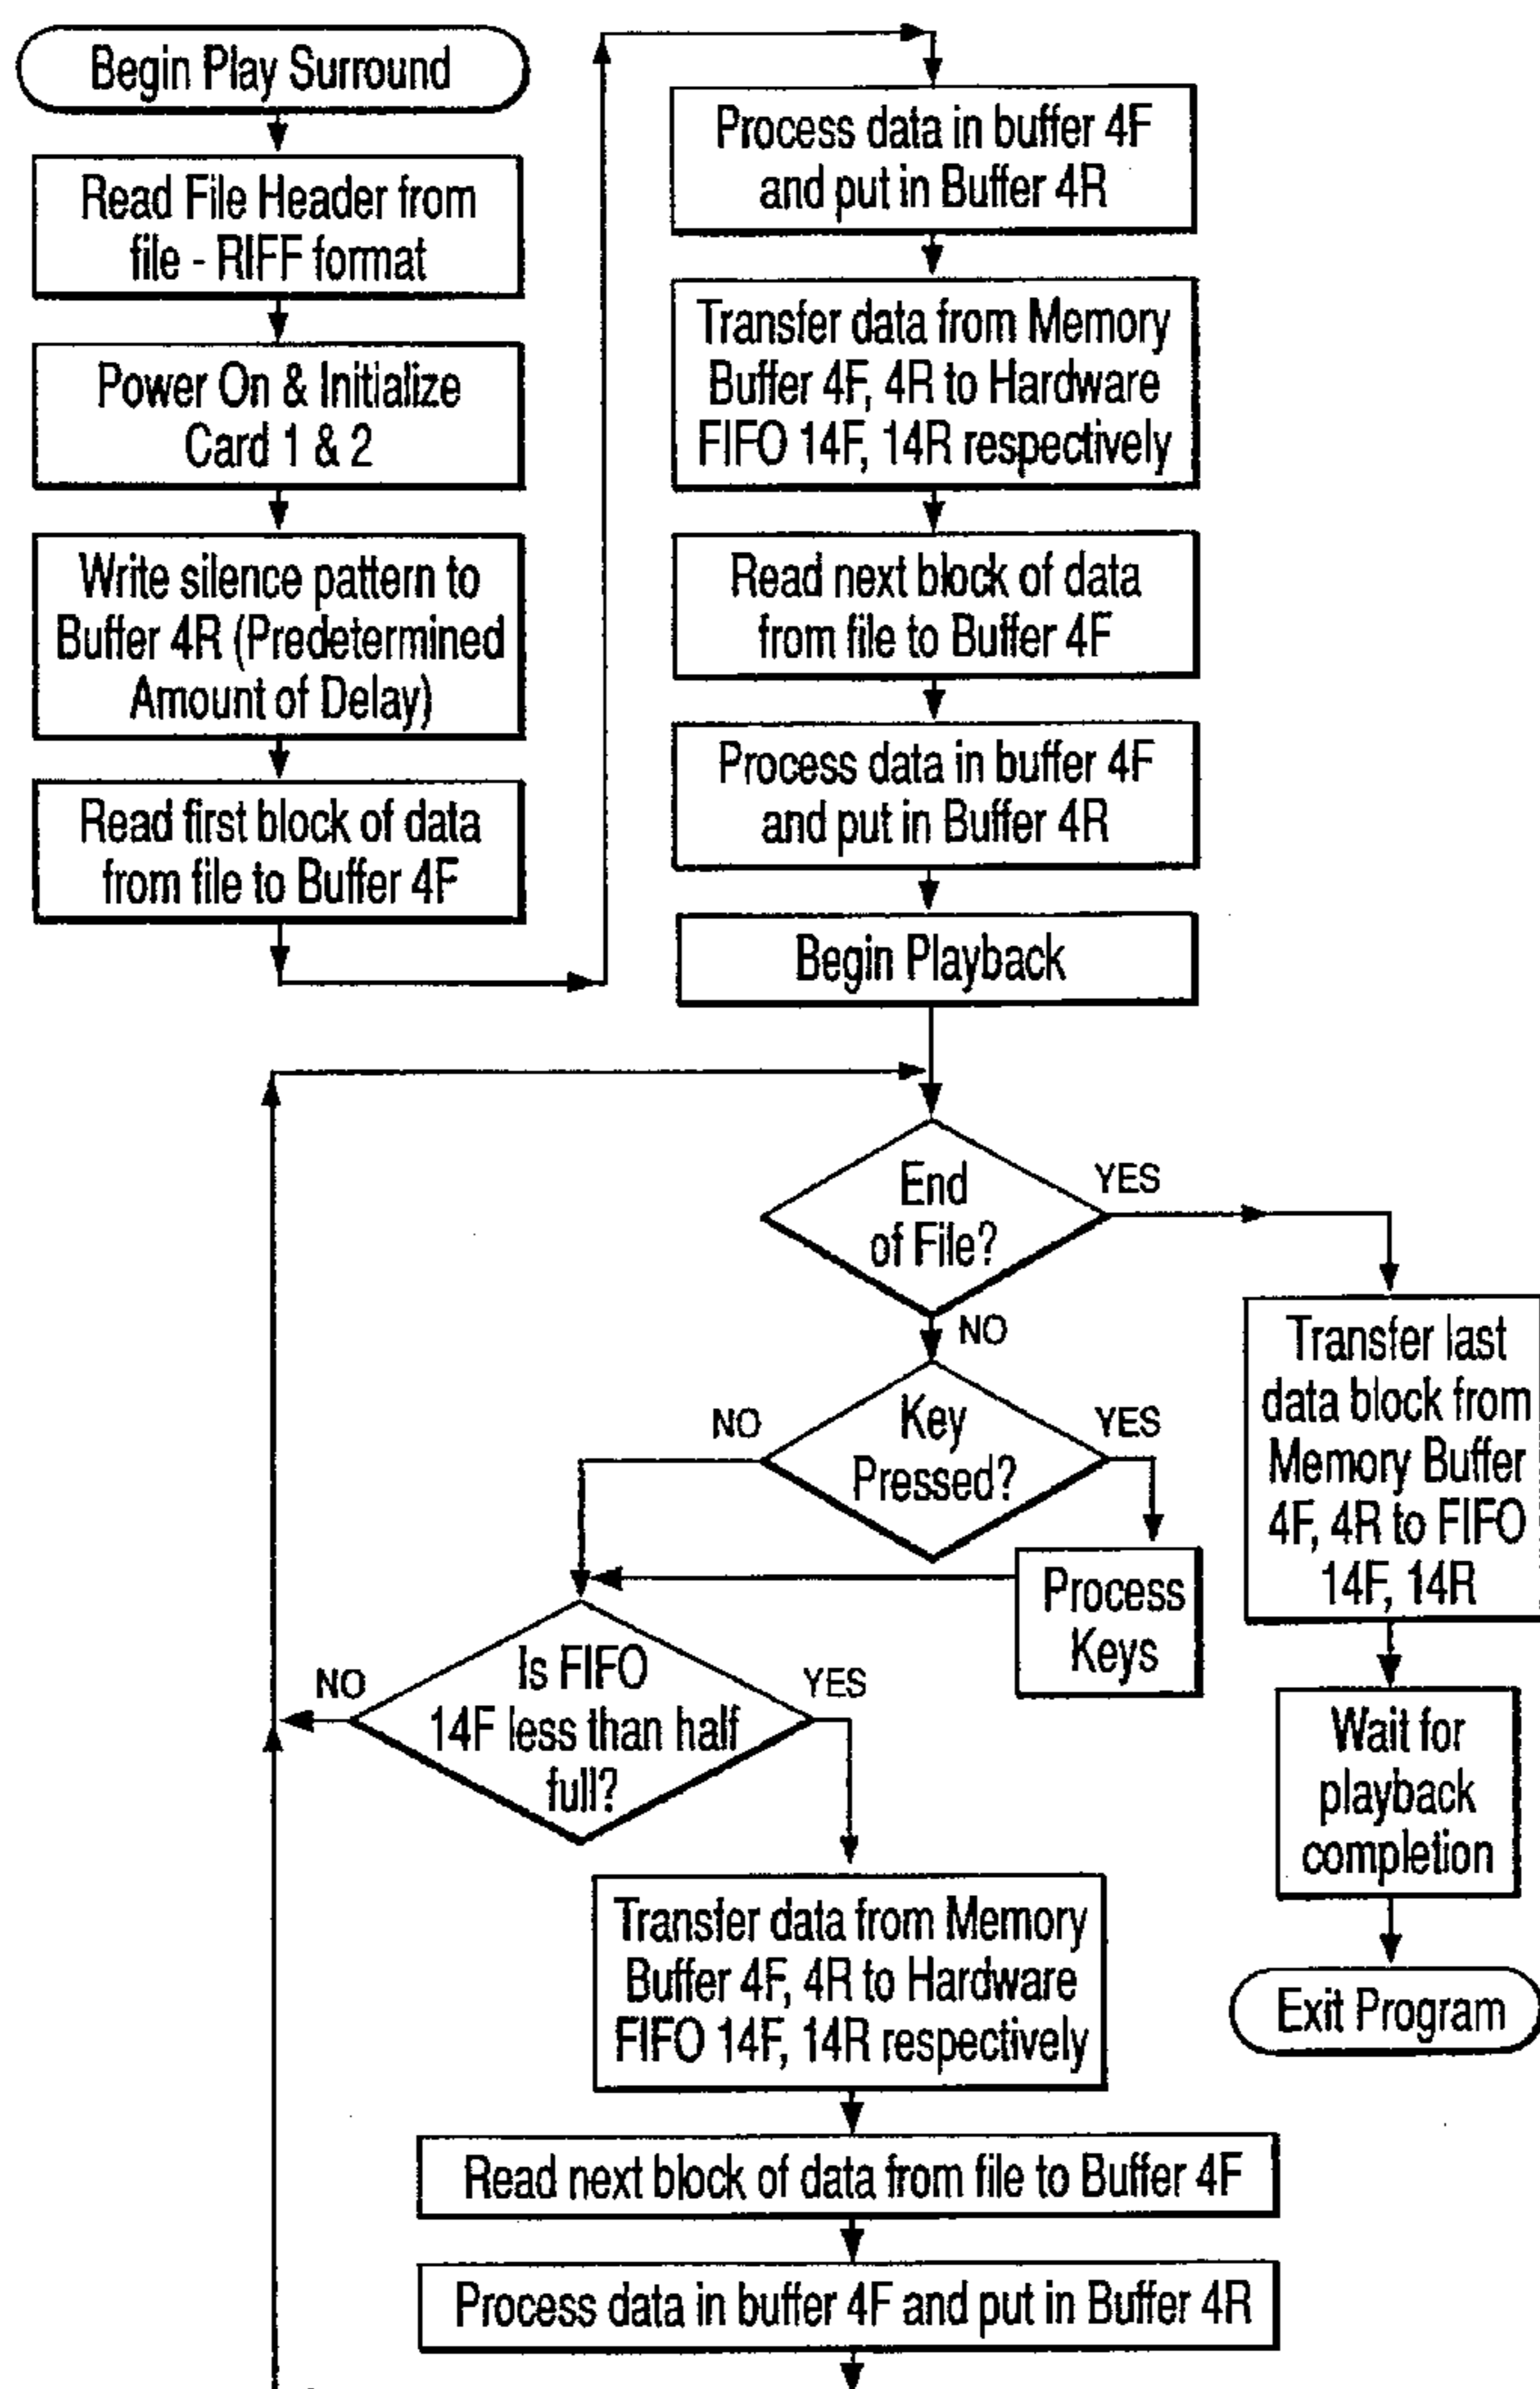 Begin Play Surround
Read File Header from
file - RIFF format
Power On & Initialize
Card 1 & 2
Write silence pattern to
Buffer 4R (Predetermined
Amount of Delay)
Read first block of data
from file to Buffer 4F
Process data in buffer 4F
and put in Buffer 4R
Transfer data from Memory
Buffer 4F, 4R to Hardware
FIFO 14F, 14R respectively
Read next block of data
from file to Buffer 4F
Process data in buffer 4F
and put in Buffer 4R
Begin Playback
End
of File?
YES
NO
Key
Pressed?
NO
YES
Process
Keys
Is FIFO
14F less than half
full?
NO
YES
Transfer data from Memory
Buffer 4F, 4R to Hardware
FIFO 14F, 14R respectively
Read next block of data from file to Buffer 4F
Process data in buffer 4F and put in Buffer 4R
Transfer last
data block from
Memory Buffer
4F, 4R to FIFO
14F, 14R
Wait for
playback
completion
Exit Program